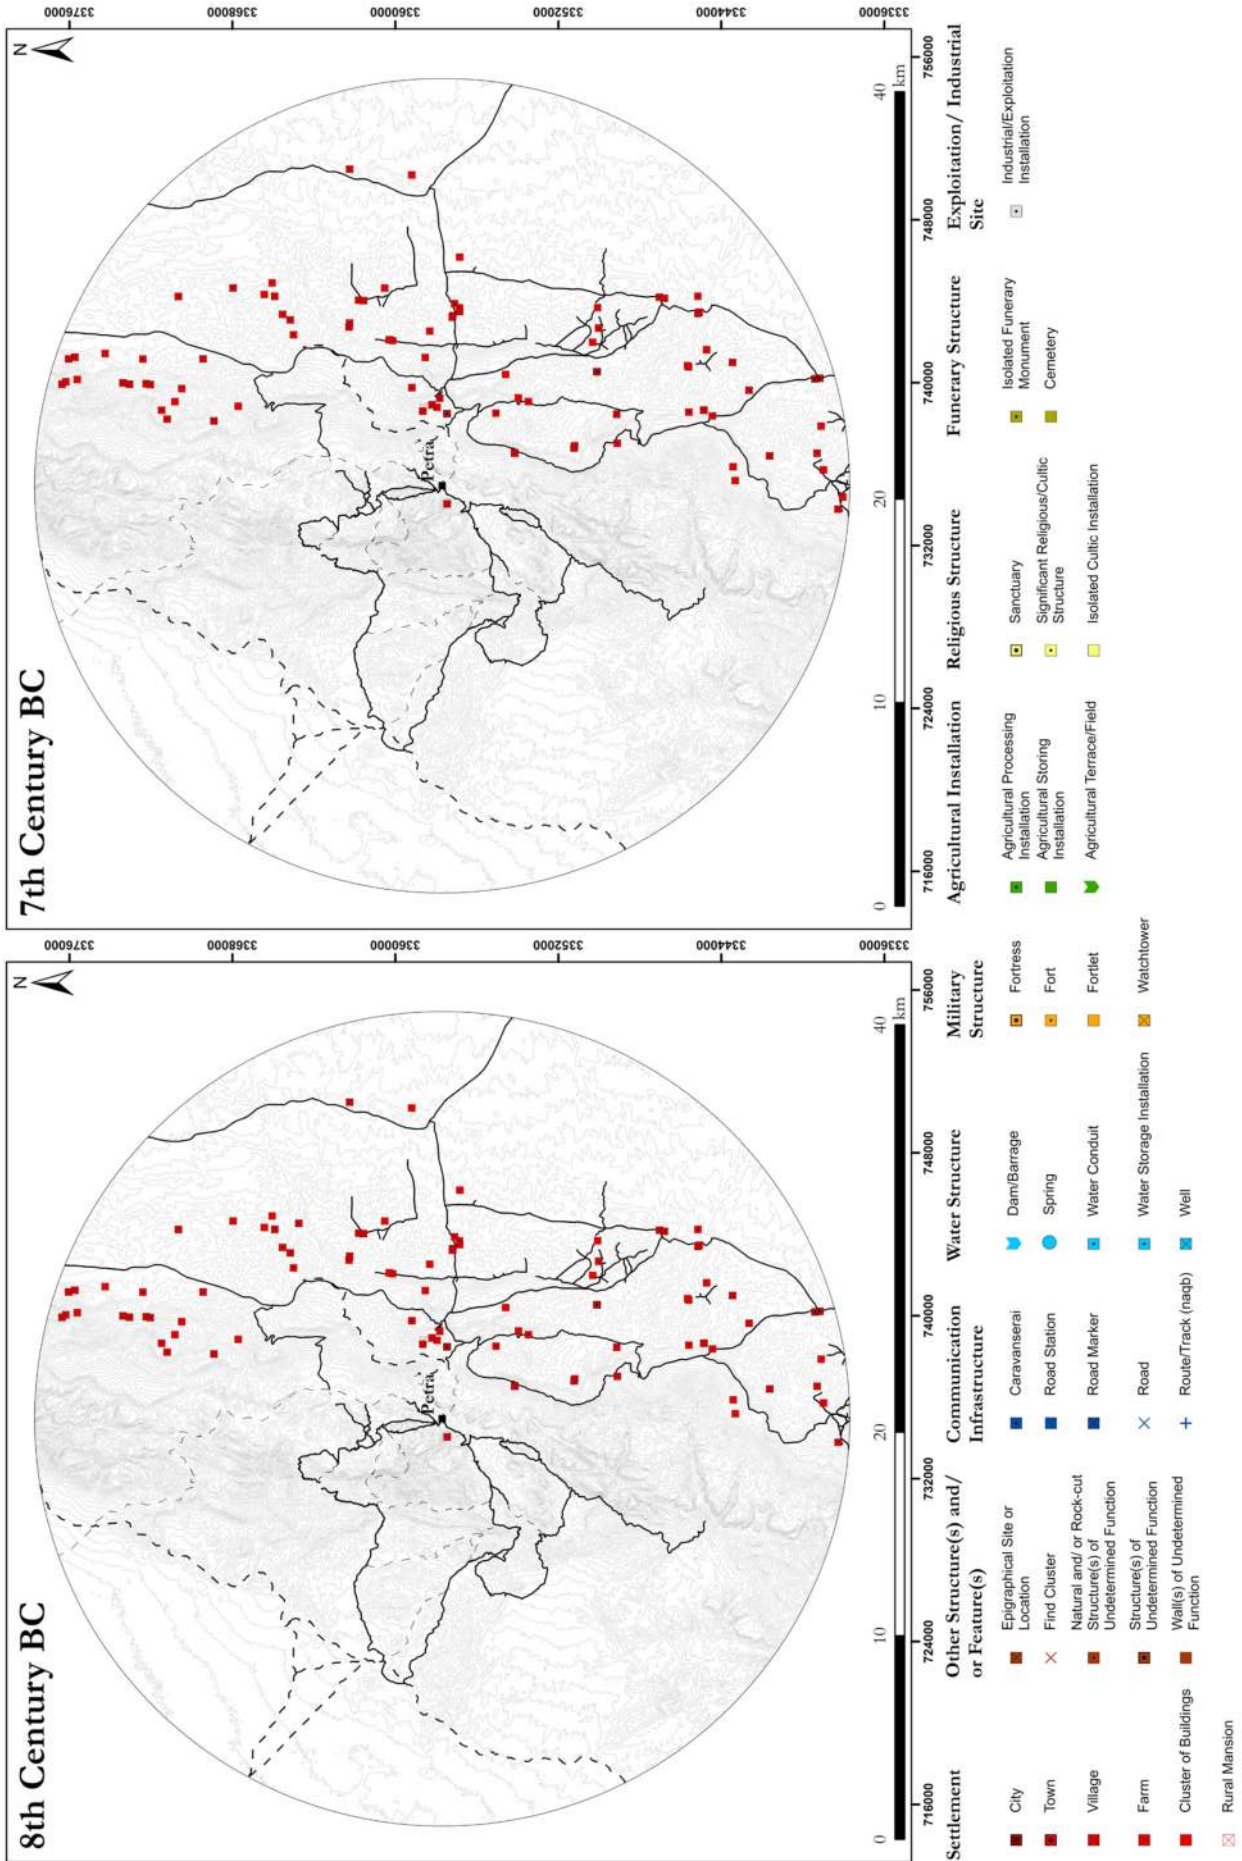 8th Century BC
N
3376000
3368000
3360000
3352000
3344000
3336000
Petra
716000
724000
732000
740000
748000
756000
0
10
20
40
km
7th Century BC
N
3376000
3368000
3360000
3352000
3344000
3336000
Petra
716000
724000
732000
740000
748000
756000
0
10
20
40
km
Settlement
City
Town
Village
Farm
Cluster of Buildings
Rural Mansion
Other Structure(s) and/
or Feature(s)
Epigraphical Site or
Location
Find Cluster
Natural and/ or Rock-cut
Structure(s) of
Undetermined Function
Structure(s) of
Undetermined Function
Wall(s) of Undetermined
Function
Communication
Infrastructure
Caravanserai
Road Station
Road Marker
Road
Route/Track (naqb)
Water Structure
Dam/Barrage
Spring
Water Conduit
Water Storage Installation
Well
Military
Structure
Fortress
Fort
Fortlet
Watchtower
Agricultural Installation
Agricultural Processing
Installation
Agricultural Storing
Installation
Agricultural Terrace/Field
Religious Structure
Sanctuary
Significant Religious/Cultic
Structure
Isolated Cultic Installation
Funerary Structure
Isolated Funerary
Monument
Cemetery
Exploitation/ Industrial
Site
Industrial/Exploitation
Installation